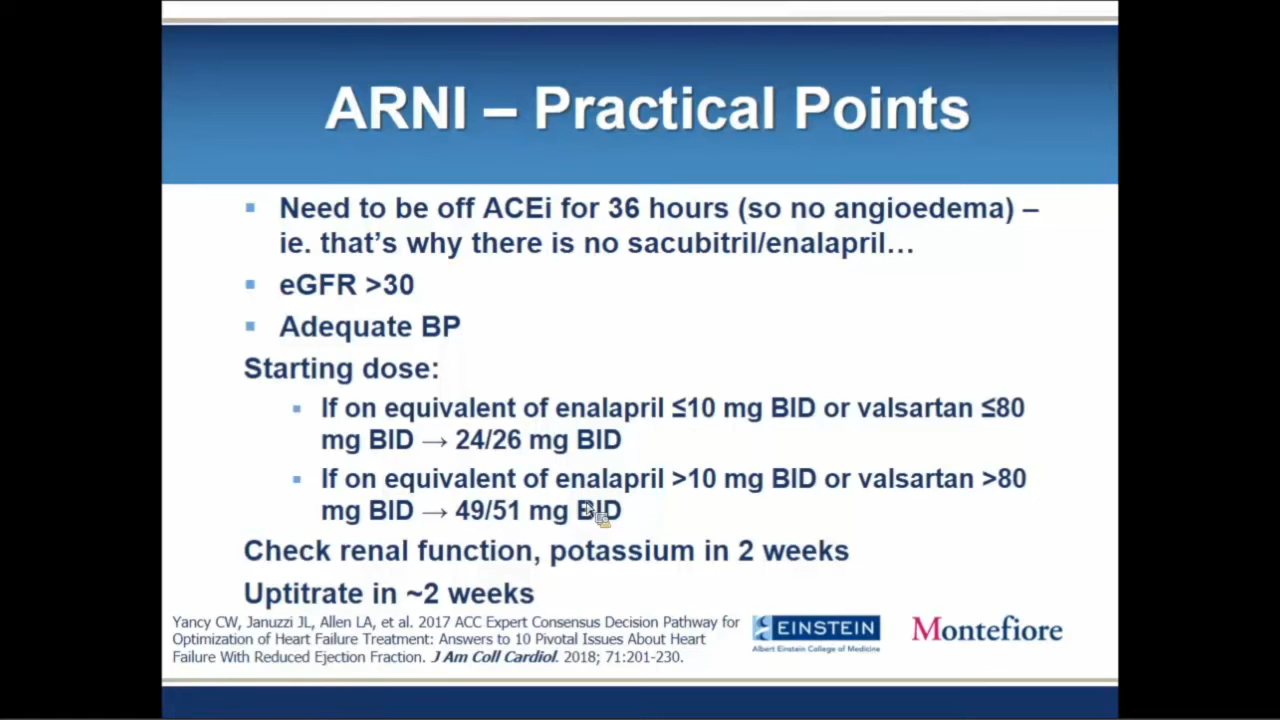 ARNI – Practical Points
Need to be off ACEi for 36 hours (so no angioedema) –
ie. that's why there is no sacubitril/enalapril…
eGFR >30
Adequate BP
Starting dose:
If on equivalent of enalapril ≤10 mg BID or valsartan ≤80
mg BID → 24/26 mg BID
If on equivalent of enalapril >10 mg BID or valsartan >80
mg BID → 49/51 mg BID
Check renal function, potassium in 2 weeks
Uptitrate in ~2 weeks
Yancy CW, Januzzi JL, Allen LA, et al. 2017 ACC Expert Consensus Decision Pathway for
Optimization of Heart Failure Treatment: Answers to 10 Pivotal Issues About Heart
Failure With Reduced Ejection Fraction. J Am Coll Cardiol. 2018; 71:201-230.
EINSTEIN
Albert Einstein College of Medicine
Montefiore